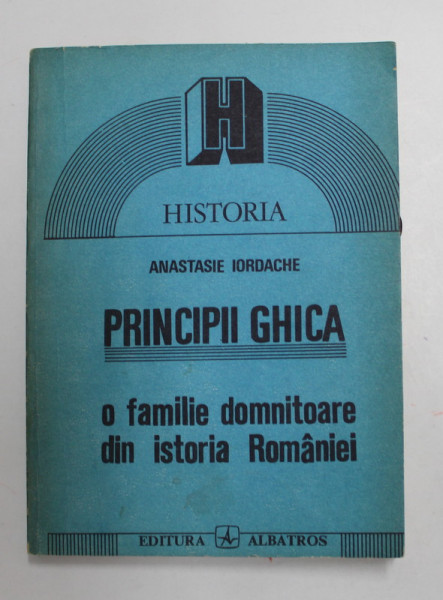 H
HISTORIA
ANASTASIE IORDACHE
PRINCIPII GHICA
o familie domnitoare
din istoria României
EDITURA ALBATROS